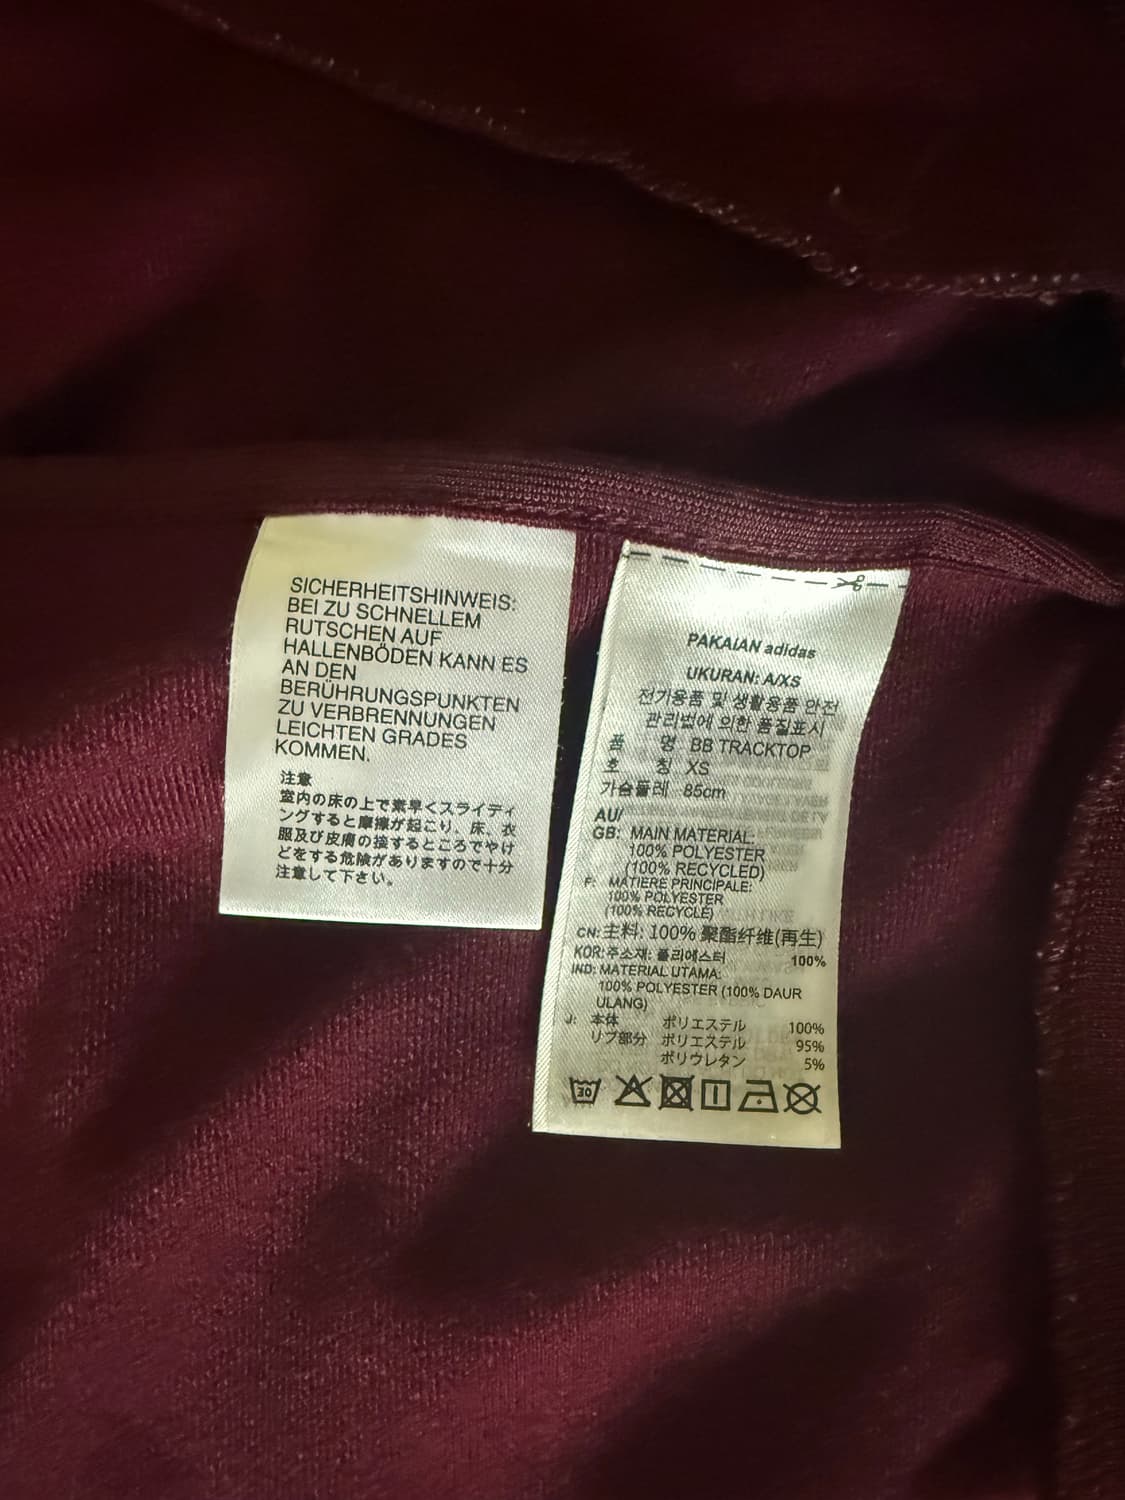 SICHERHEITSHINWEIS:
BEI ZU SCHNELLEM
RUTSCHEN AUF
HALLENBÖDEN KANN ES
AN DEN
BERÜHRUNGSPUNKTEN
ZU VERBRENNUNGEN
LEICHTEN GRADES
KOMMEN.
注意
室内の床の上で素早くスライディ
ングすると摩擦が起こり、床、衣
服及び皮膚の接するところでやけ
どをする危険がありますので十分
注意して下さい。
PAKAIAN adidas
UKURAN: A/XS
전기용품 및 생활용품 안전
관리법에 의한 품질표시
품 명 BB TRACKTOP
호 칭 XS
가슴둘레 85cm
AU/
GB: MAIN MATERIAL:
100% POLYESTER
(100% RECYCLED)
F: MATIERE PRINCIPALE:
100% POLYESTER
(100% RECYCLÉ)
CN: 主料: 100% 聚酯纤维(再生)
KOR: 주소재: 폴리에스터 100%
IND: MATERIAL UTAMA:
100% POLYESTER (100% DAUR
ULANG)
J: 本体 ポリエステル 100%
リブ部分 ポリエステル 95%
ポリウレタン 5%
30